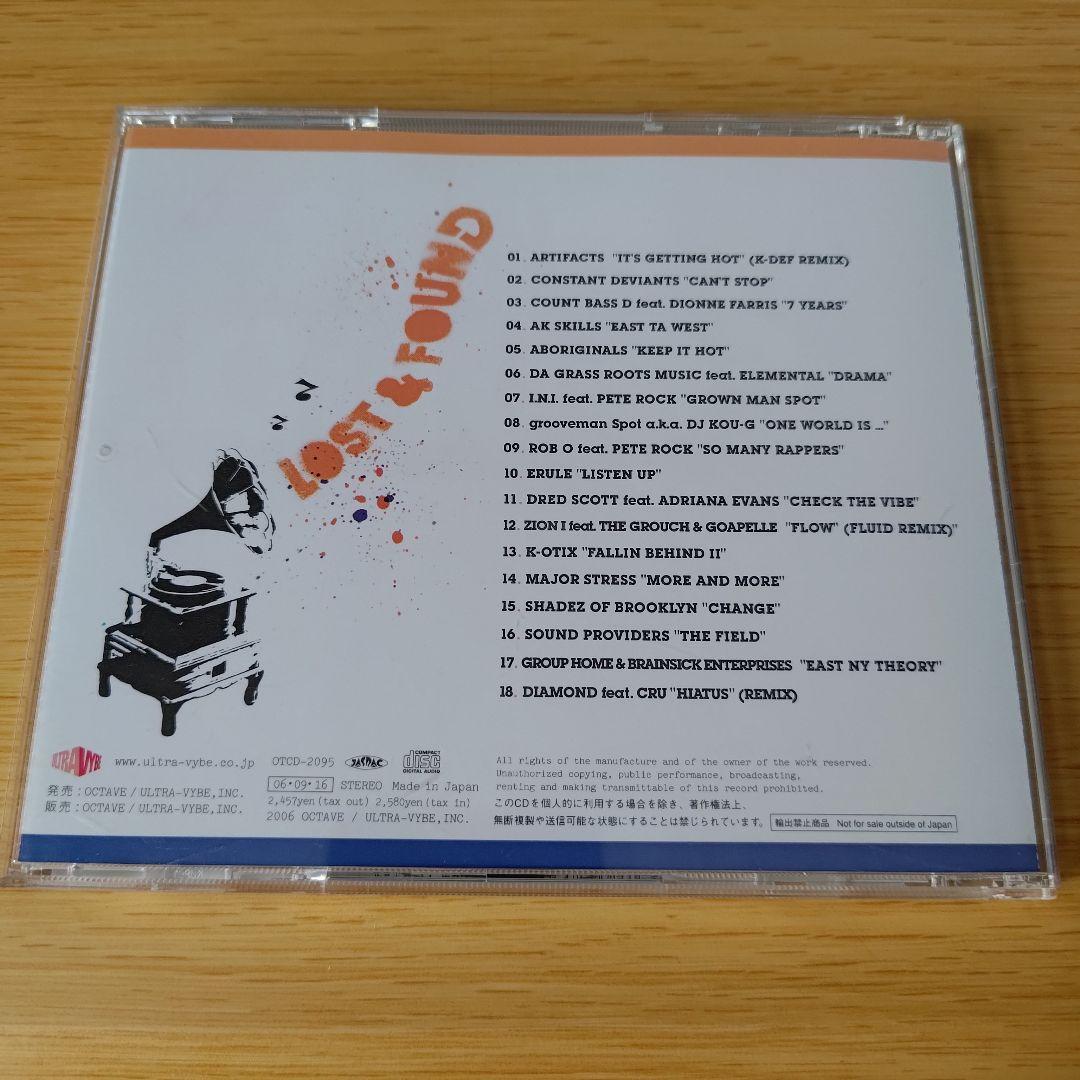 LOST & FOUND
01. ARTIFACTS "IT'S GETTING HOT" (K-DEF REMIX)
02. CONSTANT DEVIANTS "CAN'T STOP"
03. COUNT BASS D feat. DIONNE FARRIS "7 YEARS"
04. AK SKILLS "EAST TA WEST"
05. ABORIGINALS "KEEP IT HOT"
06. DA GRASS ROOTS MUSIC feat. ELEMENTAL "DRAMA"
07. I.N.I. feat. PETE ROCK "GROWN MAN SPOT"
08. grooveman Spot a.k.a. DJ KOU-G "ONE WORLD IS ..."
09. ROB O feat. PETE ROCK "SO MANY RAPPERS"
10. ERULE "LISTEN UP"
11. DRED SCOTT feat. ADRIANA EVANS "CHECK THE VIBE"
12. ZION I feat. THE GROUCH & GOAPELLE "FLOW" (FLUID REMIX)"
13. K-OTIX "FALLIN BEHIND II"
14. MAJOR STRESS "MORE AND MORE"
15. SHADEZ OF BROOKLYN "CHANGE"
16. SOUND PROVIDERS "THE FIELD"
17. GROUP HOME & BRAINSICK ENTERPRISES "EAST NY THEORY"
18. DIAMOND feat. CRU "HIATUS" (REMIX)
ULTRA-VYBE www.ultra-vybe.co.jp
発売：OCTAVE / ULTRA-VYBE, INC.
販売：OCTAVE / ULTRA-VYBE, INC.
OTCD-2095 JASRAC COMPACT disc DIGITAL AUDIO
06・09・16 STEREO Made in Japan
2,457yen(tax out) 2,580yen(tax in)
2006 OCTAVE / ULTRA-VYBE, INC.
All rights of the manufacture and of the owner of the work reserved.
Unauthorized copying, public performance, broadcasting,
renting and making transmittable of this record prohibited.
このCDを個人的に利用する場合を除き、著作権法上、
無断複製や送信可能な状態にすることは禁じられています。 輸出禁止商品 Not for sale outside of Japan